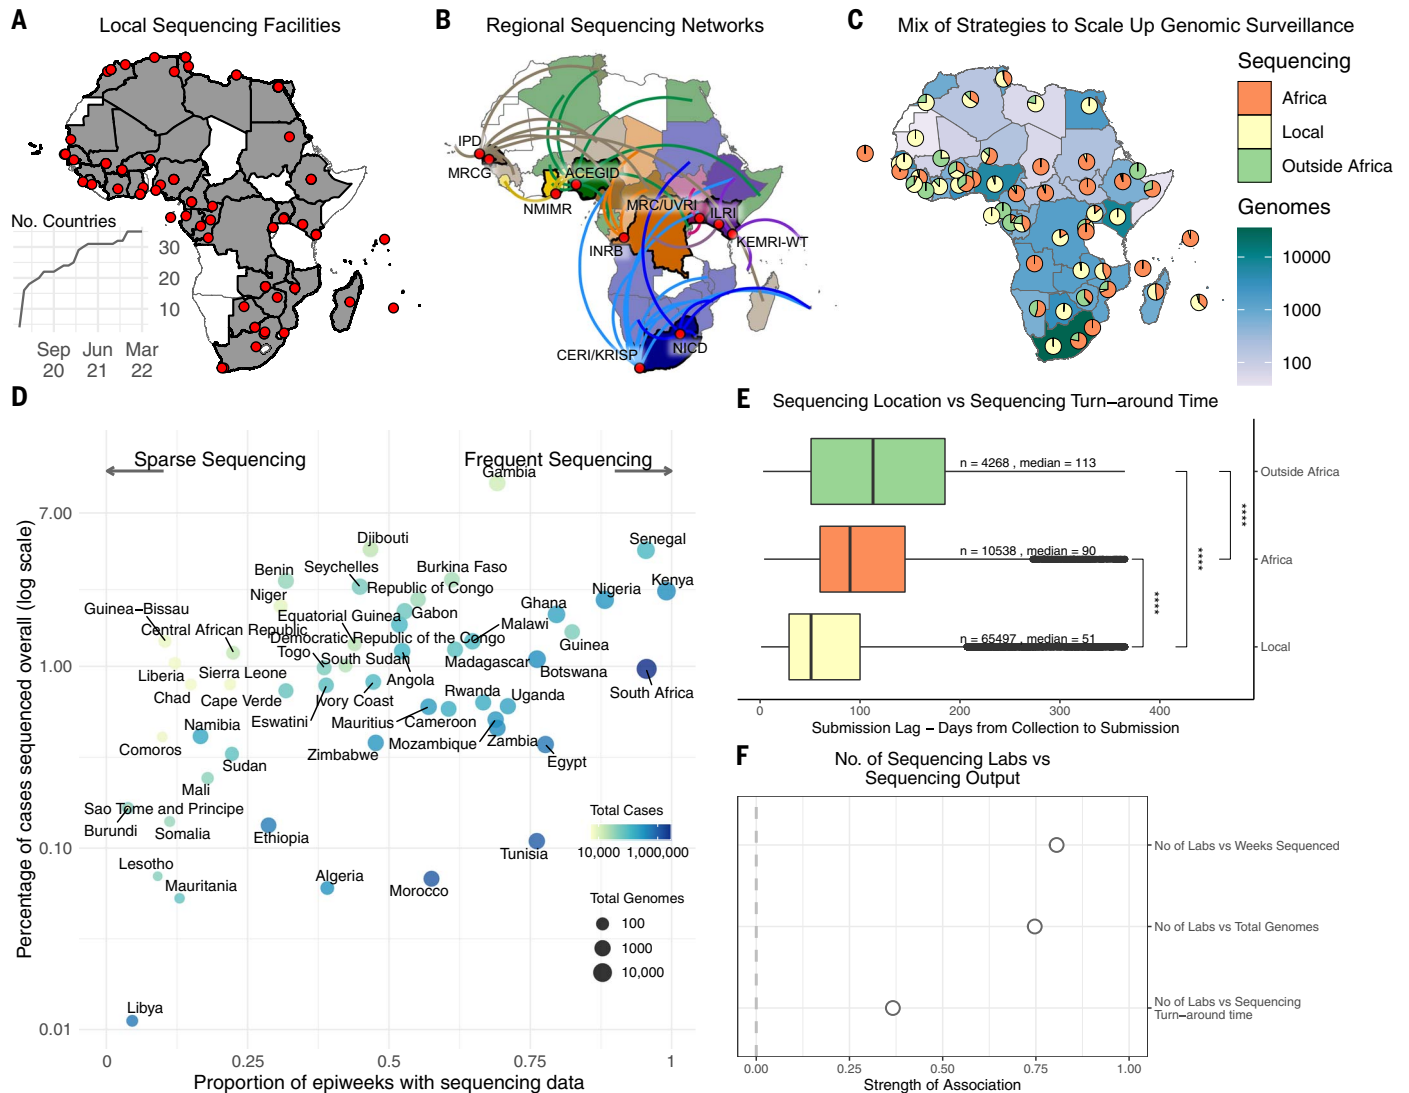 A
Local Sequencing Facilities
No. Countries
30
20
10
Sep
20
Jun
21
Mar
22
B
Regional Sequencing Networks
IPD
MRCG
ACEGID
NMIMR
MRC/UVRI
ILRI
INRB
KEMRI-WT
CERI/KRISP
NICD
C
Mix of Strategies to Scale Up Genomic Surveillance
Sequencing
Africa
Local
Outside Africa
Genomes
10000
1000
100
D
Sparse Sequencing
Frequent Sequencing
Percentage of cases sequenced overall (log scale)
7.00
1.00
0.10
0.01
Gambia
Djibouti
Senegal
Benin
Seychelles
Burkina Faso
Kenya
Niger
Republic of Congo
Nigeria
Guinea−Bissau
Equatorial Guinea
Gabon
Ghana
Malawi
Central African Republic
Democratic Republic of the Congo
Guinea
Togo
South Sudan
Madagascar
Botswana
Liberia
Sierra Leone
Angola
South Africa
Chad
Cape Verde
Ivory Coast
Rwanda
Uganda
Eswatini
Mauritius
Cameroon
Namibia
Mozambique
Zambia
Comoros
Zimbabwe
Egypt
Sudan
Mali
Sao Tome and Principe
Burundi
Somalia
Ethiopia
Tunisia
Lesotho
Mauritania
Algeria
Morocco
Libya
Total Cases
10,000
1,000,000
Total Genomes
100
1000
10,000
0
0.25
0.5
0.75
1
Proportion of epiweeks with sequencing data
E
Sequencing Location vs Sequencing Turn−around Time
n = 4268 , median = 113
Outside Africa
n = 10538 , median = 90
Africa
n = 65497 , median = 51
Local
****
****
****
0
100
200
300
400
Submission Lag − Days from Collection to Submission
F
No. of Sequencing Labs vs
Sequencing Output
No of Labs vs Weeks Sequenced
No of Labs vs Total Genomes
No of Labs vs Sequencing
Turn−around time
0.00
0.25
0.50
0.75
1.00
Strength of Association